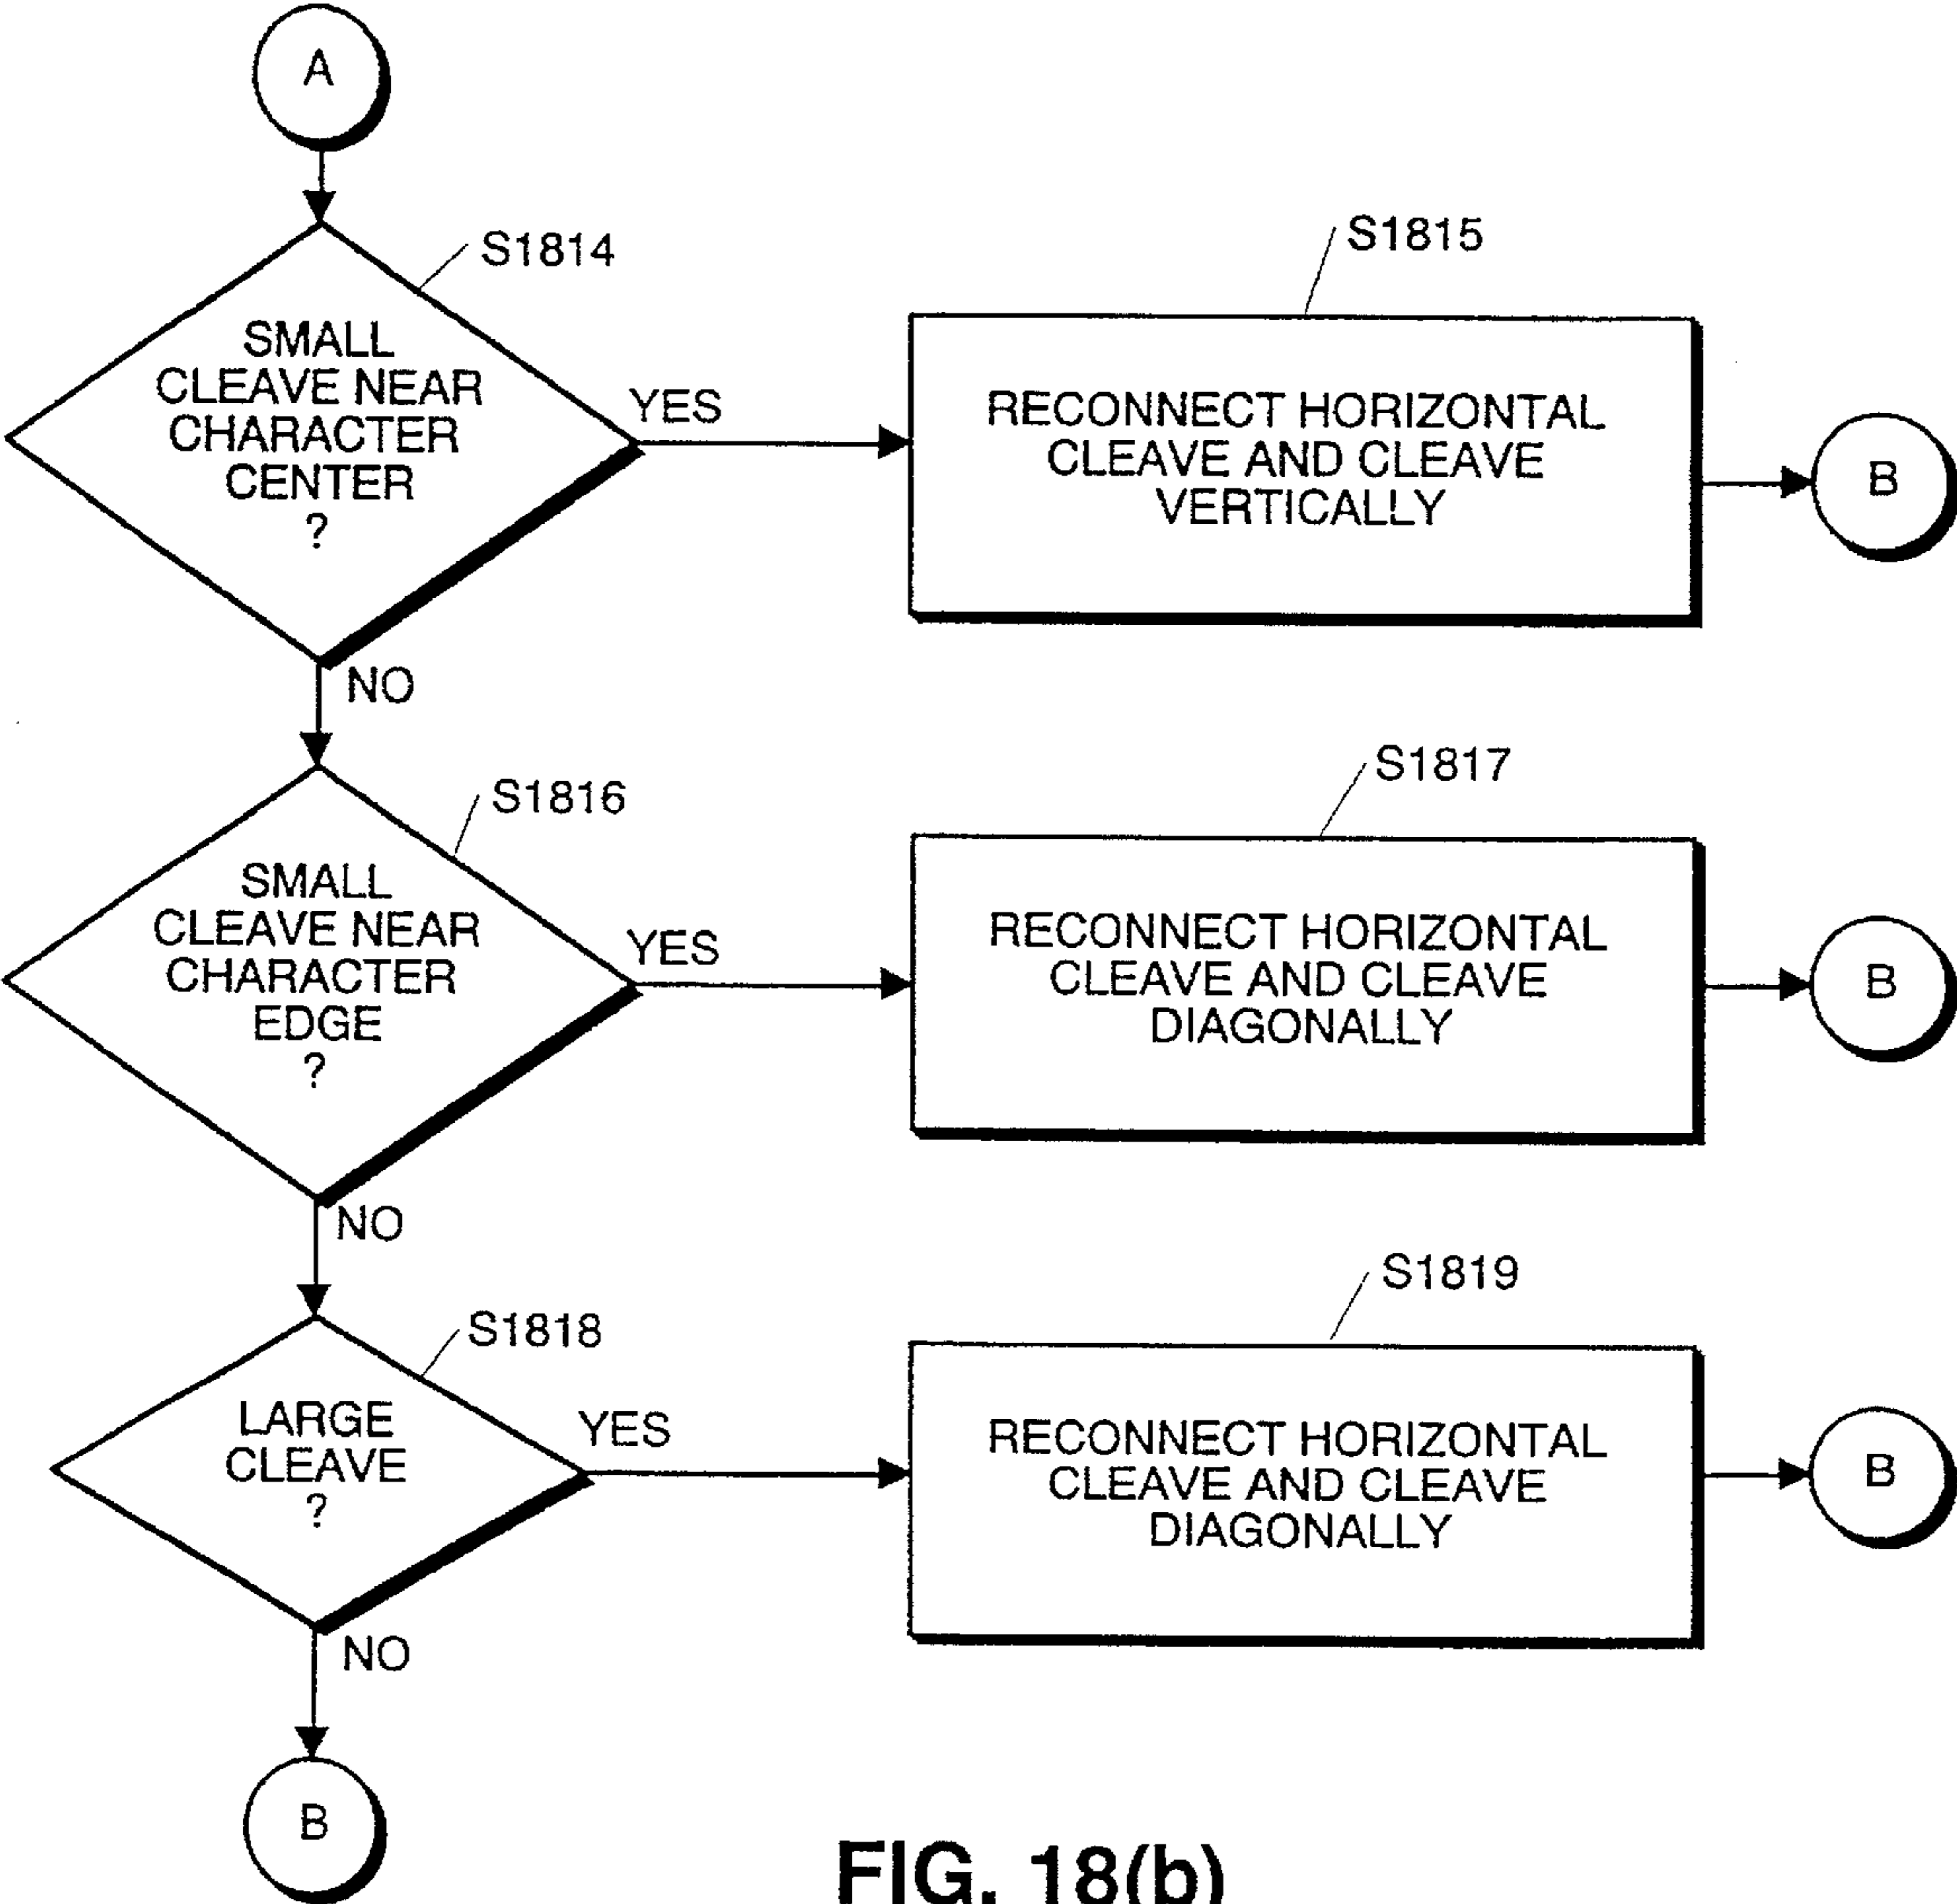 A
S1814
SMALL
CLEAVE NEAR
CHARACTER
CENTER
?
YES
S1815
RECONNECT HORIZONTAL
CLEAVE AND CLEAVE
VERTICALLY
B
NO
S1816
SMALL
CLEAVE NEAR
CHARACTER
EDGE
?
YES
S1817
RECONNECT HORIZONTAL
CLEAVE AND CLEAVE
DIAGONALLY
B
NO
S1818
LARGE
CLEAVE
?
YES
S1819
RECONNECT HORIZONTAL
CLEAVE AND CLEAVE
DIAGONALLY
B
NO
B
FIG. 18(b)